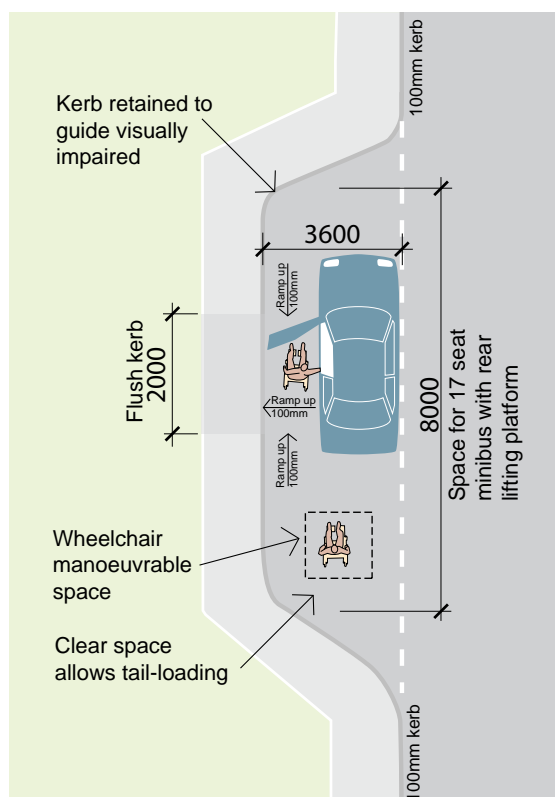 100mm kerb
Kerb retained to
guide visually
impaired
3600
Ramp up
100mm
Flush kerb
2000
Ramp up
100mm
Ramp up
100mm
8000
Space for 17 seat
minibus with rear
lifting platform
Wheelchair
manoeuvrable
space
Clear space
allows tail-loading
100mm kerb